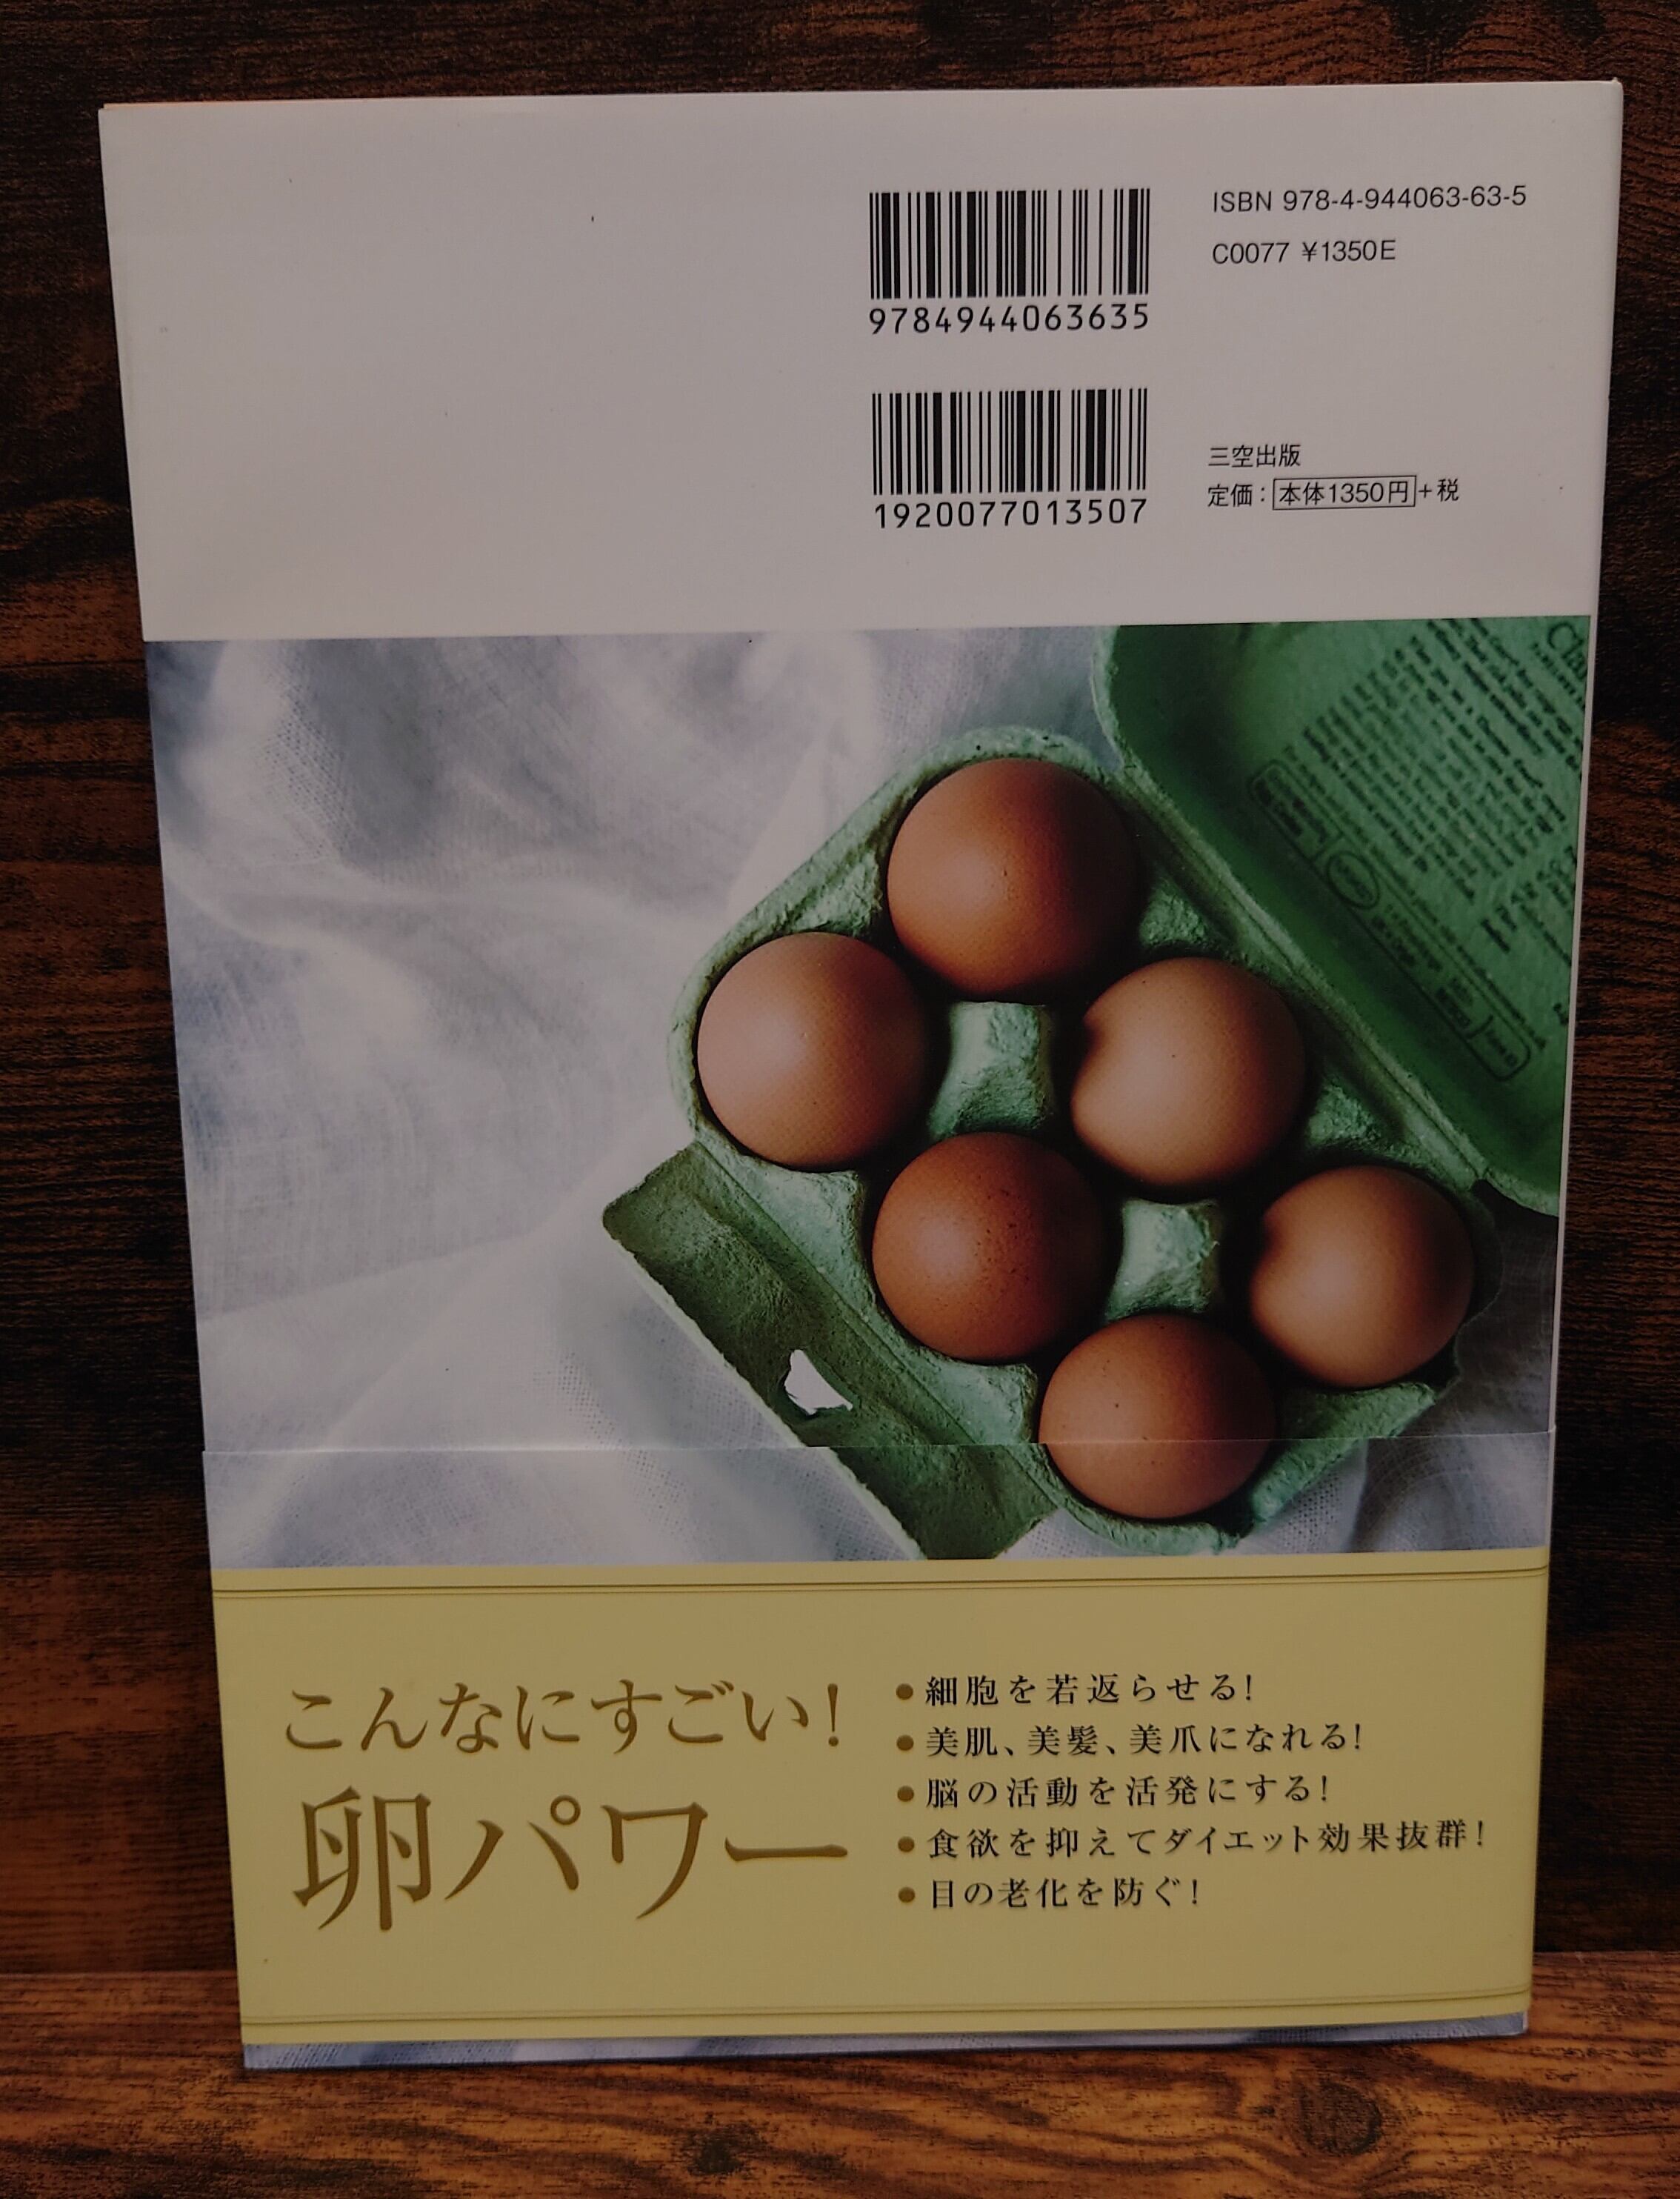 ISBN 978-4-944063-63-5
C0077 ¥1350E
9784944063635
1920077013507
三空出版
定価：本体1350円+税
こんなにすごい！
卵パワー
●細胞を若返らせる！
●美肌、美髪、美爪になれる！
●脳の活動を活発にする！
●食欲を抑えてダイエット効果抜群！
●目の老化を防ぐ！